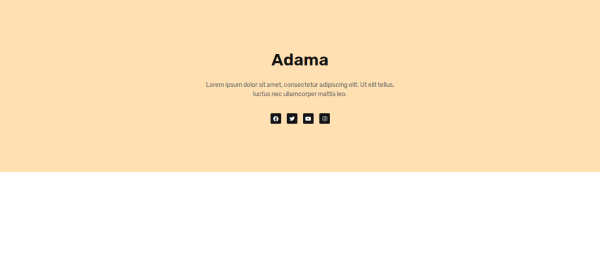 Adama
Lorem ipsum dolor sit amet, consectetur adipiscing elit. Ut elit tellus,
luctus nec ullamcorper mattis leo.